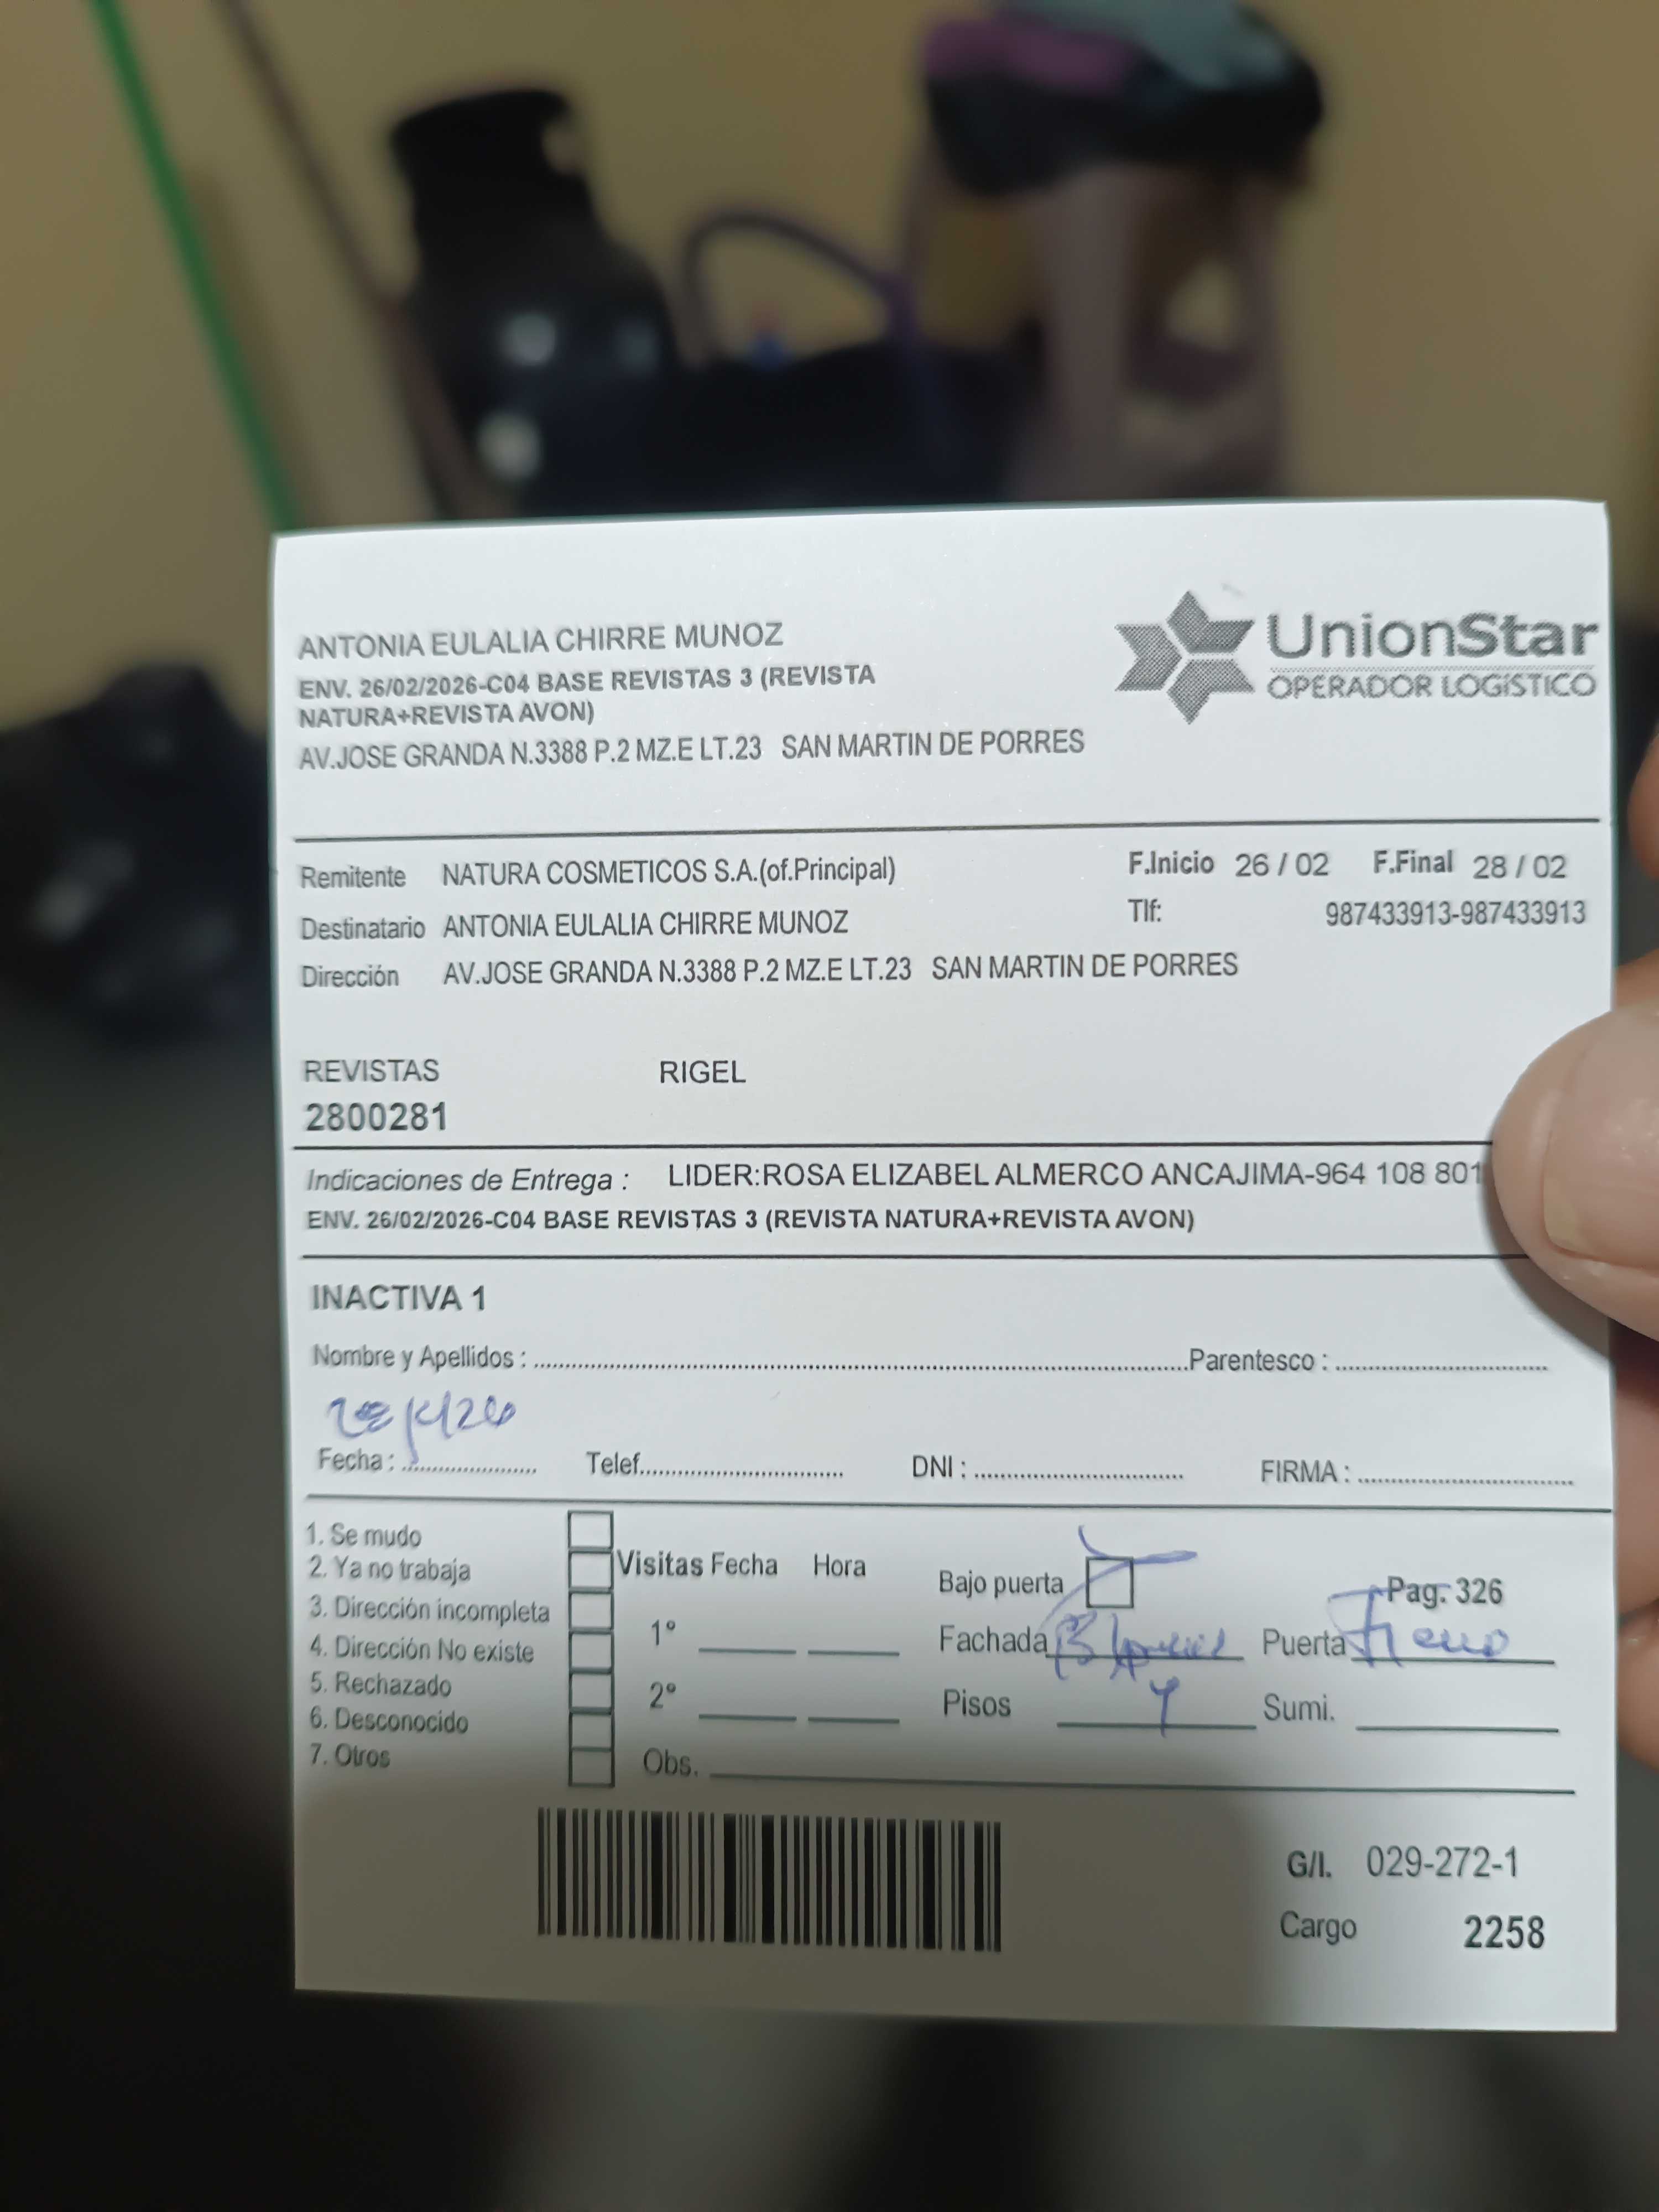 ANTONIA EULALIA CHIRRE MUNOZ
UnionStar
OPERADOR LOGíSTICO
ENV. 26/02/2026-C04 BASE REVISTAS 3 (REVISTA
NATURA+REVISTA AVON)
AV.JOSE GRANDA N.3388 P.2 MZ.E LT.23 SAN MARTIN DE PORRES
Remitente NATURA COSMETICOS S.A.(of.Principal) F.Inicio 26 / 02 F.Final 28 / 02
Destinatario ANTONIA EULALIA CHIRRE MUNOZ Tlf: 987433913-987433913
Dirección AV.JOSE GRANDA N.3388 P.2 MZ.E LT.23 SAN MARTIN DE PORRES
REVISTAS RIGEL
2800281
Indicaciones de Entrega : LIDER:ROSA ELIZABEL ALMERCO ANCAJIMA-964 108 801
ENV. 26/02/2026-C04 BASE REVISTAS 3 (REVISTA NATURA+REVISTA AVON)
INACTIVA 1
Nombre y Apellidos : Parentesco :
Fecha : Telef. DNI : FIRMA :
1. Se mudo
2. Ya no trabaja
3. Dirección incompleta
4. Dirección No existe
5. Rechazado
6. Desconocido
7. Otros
Visitas Fecha Hora
1°
2°
Obs.
Bajo puerta Pag. 326
Fachada Puerta Fierro
Pisos 4 Sumi.
G/I. 029-272-1
Cargo 2258